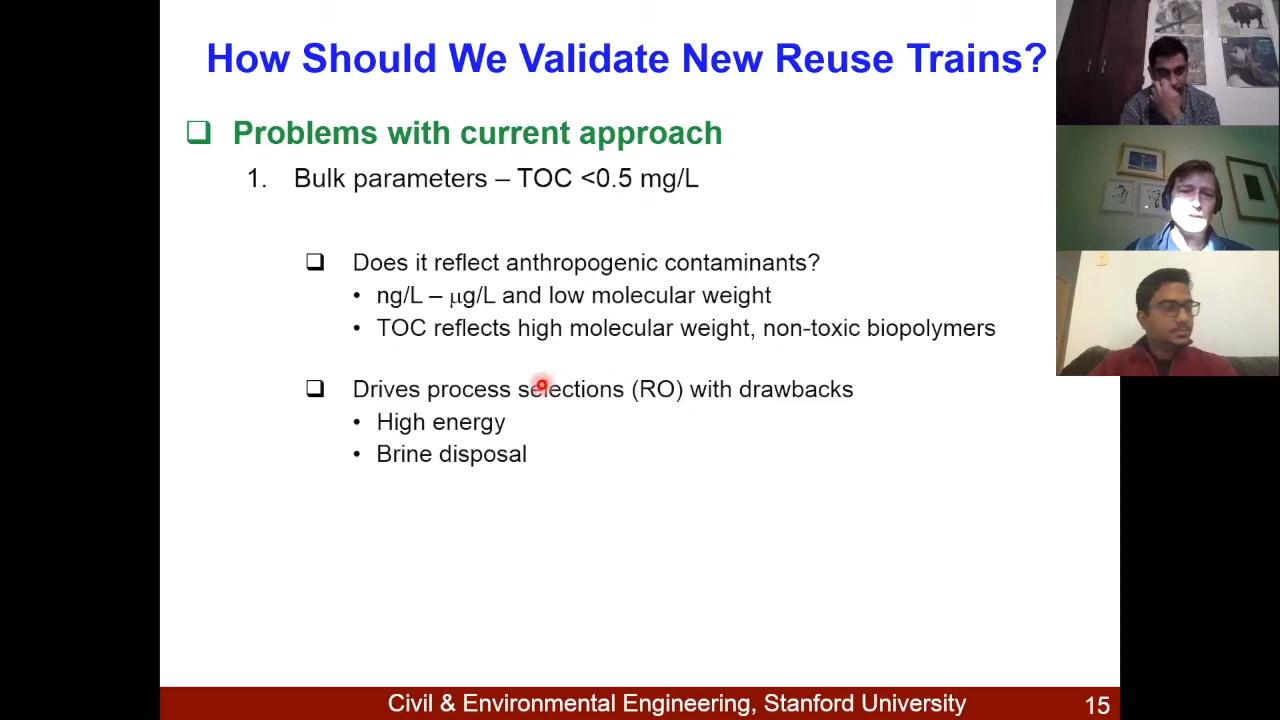 How Should We Validate New Reuse Trains?
❑ Problems with current approach
1. Bulk parameters – TOC <0.5 mg/L
❑ Does it reflect anthropogenic contaminants?
• ng/L – μg/L and low molecular weight
• TOC reflects high molecular weight, non-toxic biopolymers
❑ Drives process selections (RO) with drawbacks
• High energy
• Brine disposal
Civil & Environmental Engineering, Stanford University
15